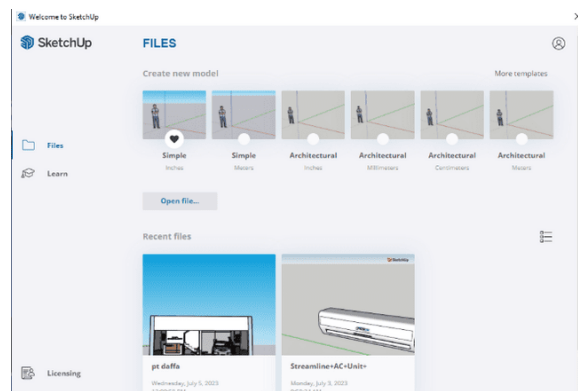 Welcome to SketchUp
SketchUp
FILES
Create new model
More templates
Files
Learn
Simple
Inches
Simple
Meters
Architectural
Inches
Architectural
Millimeters
Architectural
Centimeters
Architectural
Meters
Open file...
Recent files
pt daffa
Wednesday, July 5, 2023
Streamline+AC+Unit+
Monday, July 3, 2023
Licensing